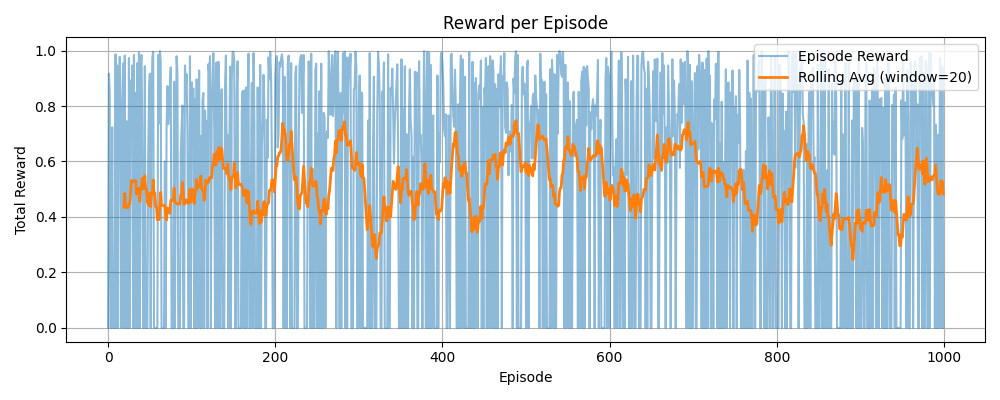 Reward per Episode
Total Reward
1.0
0.8
0.6
0.4
0.2
0.0
Episode Reward
Rolling Avg (window=20)
0 200 400 600 800 1000
Episode